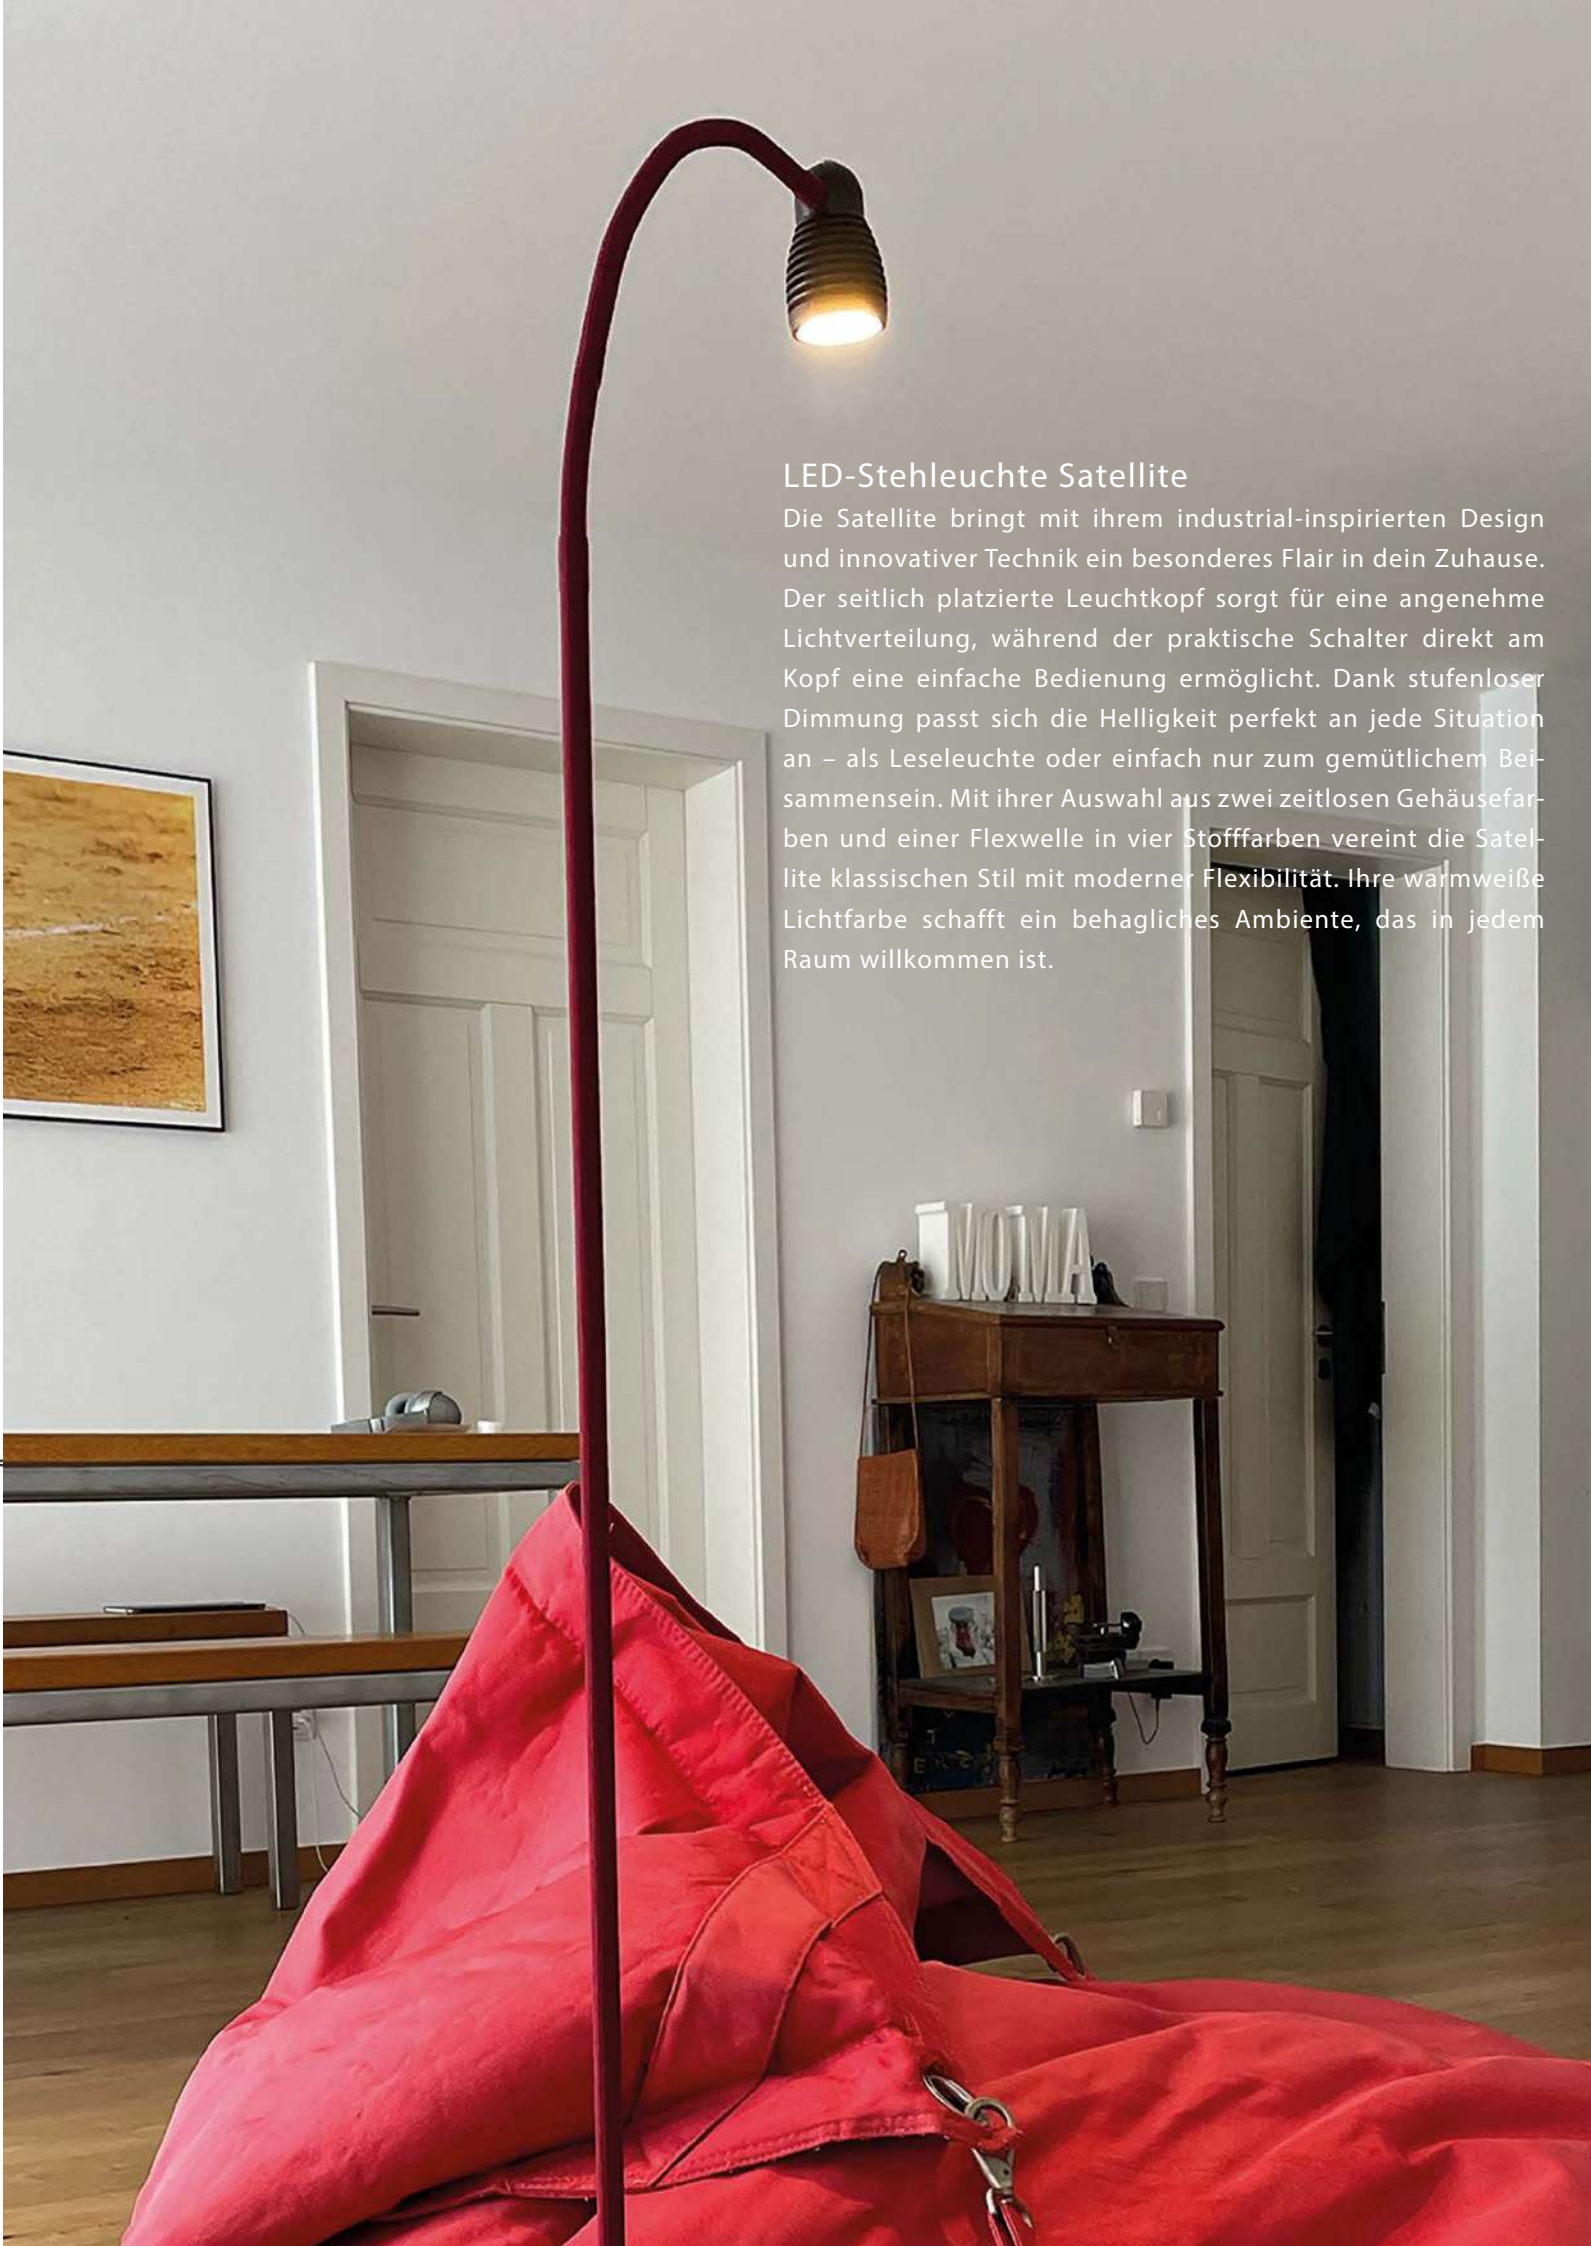 LED-Stehleuchte Satellite
Die Satellite bringt mit ihrem industrial-inspirierten Design
und innovativer Technik ein besonderes Flair in dein Zuhause.
Der seitlich platzierte Leuchtkopf sorgt für eine angenehme
Lichtverteilung, während der praktische Schalter direkt am
Kopf eine einfache Bedienung ermöglicht. Dank stufenloser
Dimmung passt sich die Helligkeit perfekt an jede Situation
an – als Leseleuchte oder einfach nur zum gemütlichem Bei-
sammensein. Mit ihrer Auswahl aus zwei zeitlosen Gehäusefar-
ben und einer Flexwelle in vier Stofffarben vereint die Satel-
lite klassischen Stil mit moderner Flexibilität. Ihre warmweiße
Lichtfarbe schafft ein behagliches Ambiente, das in jedem
Raum willkommen ist.